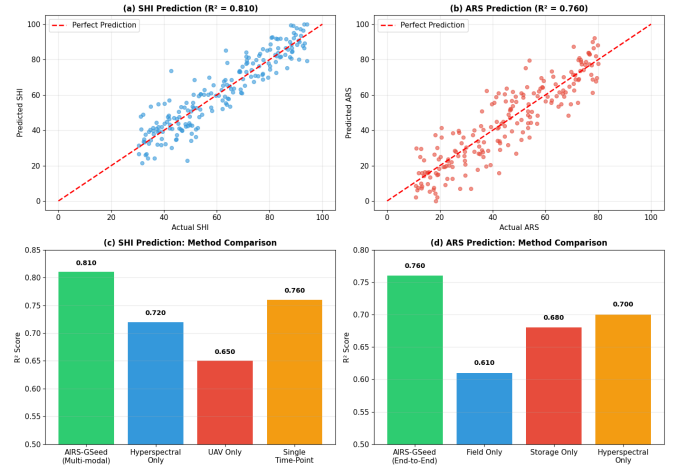 (a) SHI Prediction (R² = 0.810)
Perfect Prediction
100
80
60
40
20
0
Predicted SHI
0 20 40 60 80 100
Actual SHI
(b) ARS Prediction (R² = 0.760)
Perfect Prediction
100
80
60
40
20
0
Predicted ARS
0 20 40 60 80 100
Actual ARS
(c) SHI Prediction: Method Comparison
0.85
0.80
0.75
0.70
0.65
0.60
0.55
0.50
R² Score
0.810
0.720
0.650
0.760
AIRS-GSeed
(Multi-modal)
Hyperspectral
Only
UAV Only
Single
Time-Point
(d) ARS Prediction: Method Comparison
0.80
0.75
0.70
0.65
0.60
0.55
0.50
R² Score
0.760
0.610
0.680
0.700
AIRS-GSeed
(End-to-End)
Field Only
Storage Only
Hyperspectral
Only